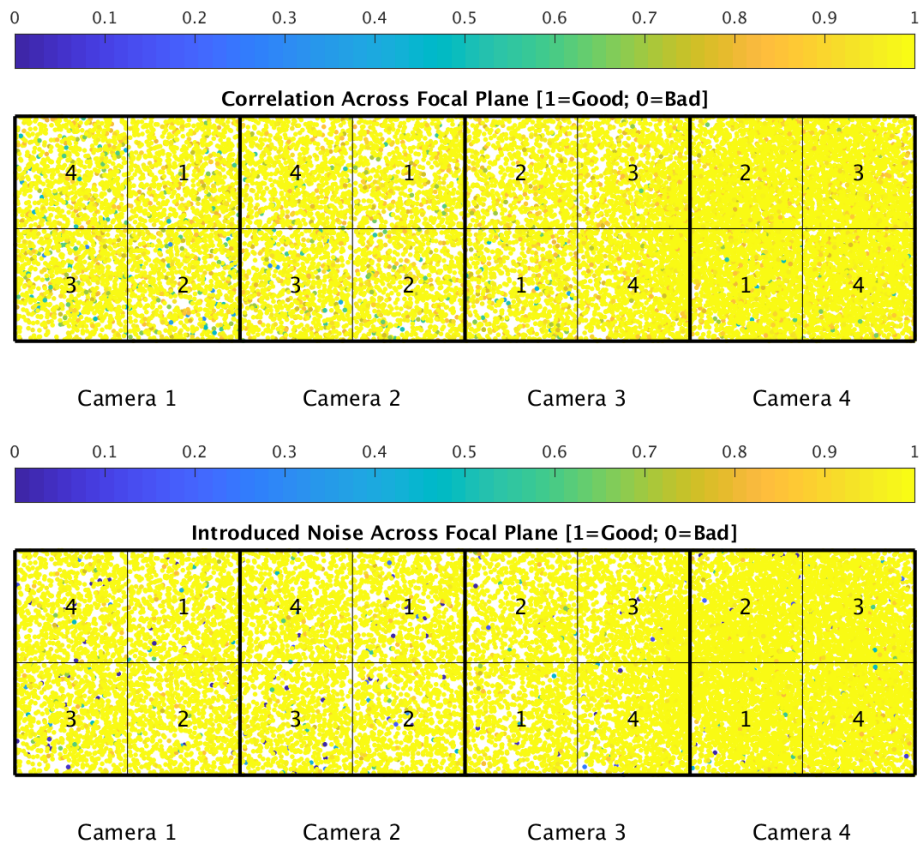 0 0.1 0.2 0.3 0.4 0.5 0.6 0.7 0.8 0.9 1
Correlation Across Focal Plane [1=Good; 0=Bad]
4 1 4 1 2 3 2 3
3 2 3 2 1 4 1 4
Camera 1 Camera 2 Camera 3 Camera 4
0 0.1 0.2 0.3 0.4 0.5 0.6 0.7 0.8 0.9 1
Introduced Noise Across Focal Plane [1=Good; 0=Bad]
4 1 4 1 2 3 2 3
3 2 3 2 1 4 1 4
Camera 1 Camera 2 Camera 3 Camera 4